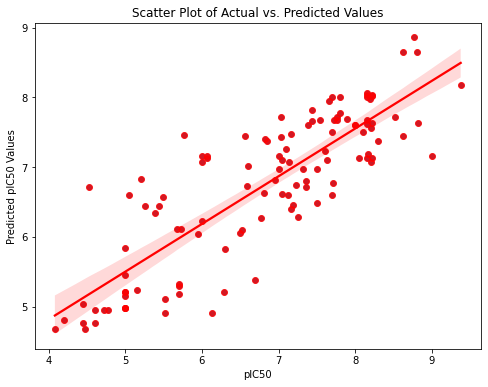 Scatter Plot of Actual vs. Predicted Values
Predicted pIC50 Values
9
8
7
6
5
4 5 6 7 8 9
pIC50